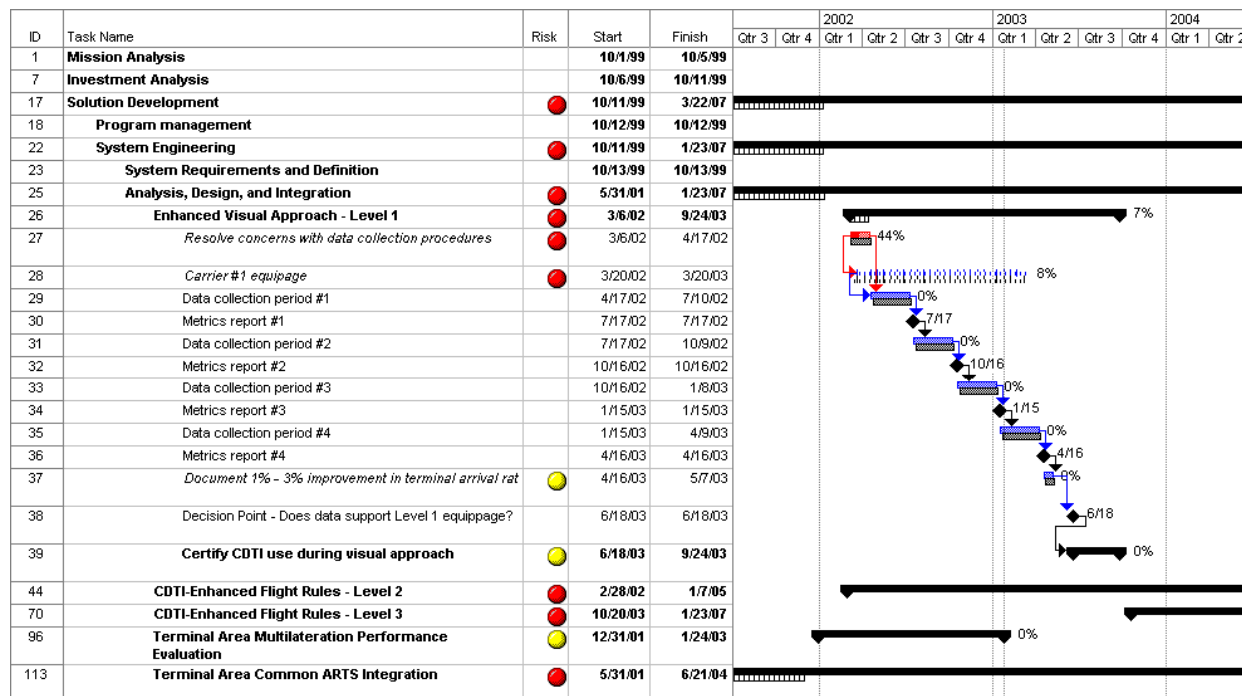 2002 2003 2004
ID Task Name Risk Start Finish Qtr 3 Qtr 4 Qtr 1 Qtr 2 Qtr 3 Qtr 4 Qtr 1 Qtr 2 Qtr 3 Qtr 4 Qtr 1 Qtr 2
1 Mission Analysis 10/1/99 10/5/99
7 Investment Analysis 10/6/99 10/11/99
17 Solution Development 10/11/99 3/22/07
18 Program management 10/12/99 10/12/99
22 System Engineering 10/11/99 1/23/07
23 System Requirements and Definition 10/13/99 10/13/99
25 Analysis, Design, and Integration 5/31/01 1/23/07
26 Enhanced Visual Approach - Level 1 3/6/02 9/24/03 7%
27 Resolve concerns with data collection procedures 3/6/02 4/17/02 44%
28 Carrier #1 equipage 3/20/02 3/20/03 8%
29 Data collection period #1 4/17/02 7/10/02 0%
30 Metrics report #1 7/17/02 7/17/02 7/17
31 Data collection period #2 7/17/02 10/9/02 0%
32 Metrics report #2 10/16/02 10/16/02 10/16
33 Data collection period #3 10/16/02 1/8/03 0%
34 Metrics report #3 1/15/03 1/15/03 1/15
35 Data collection period #4 1/15/03 4/9/03 0%
36 Metrics report #4 4/16/03 4/16/03 4/16
37 Document 1% - 3% improvement in terminal arrival rat 4/16/03 5/7/03 0%
38 Decision Point - Does data support Level 1 equippage? 6/18/03 6/18/03 6/18
39 Certify CDTI use during visual approach 6/18/03 9/24/03 0%
44 CDTI-Enhanced Flight Rules - Level 2 2/28/02 1/7/05
70 CDTI-Enhanced Flight Rules - Level 3 10/20/03 1/23/07
96 Terminal Area Multilateration Performance 12/31/01 1/24/03 0%
Evaluation
113 Terminal Area Common ARTS Integration 5/31/01 6/21/04